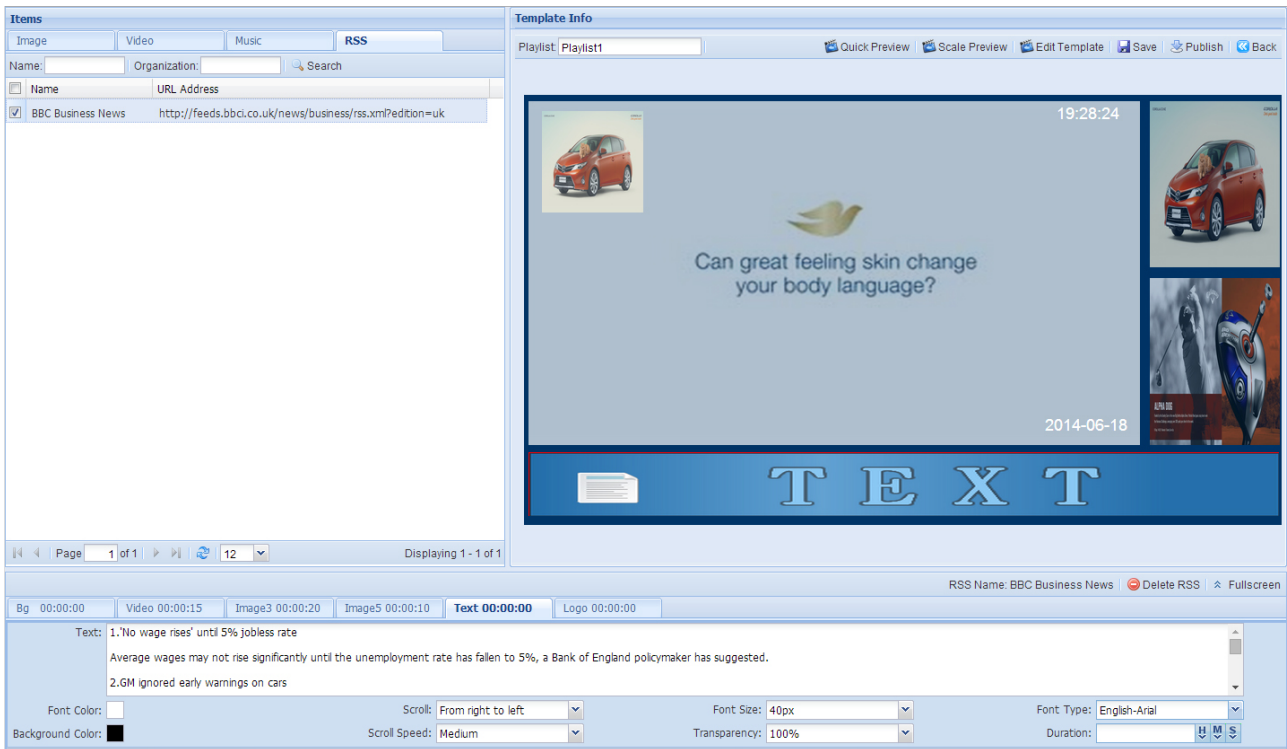 Items
Image Video Music RSS
Name: Organization: Search
Name URL Address
BBC Business News http://feeds.bbci.co.uk/news/business/rss.xml?edition=uk
Page 1 of 1 12 Displaying 1 - 1 of 1
Template Info
Playlist: Playlist1 Quick Preview Scale Preview Edit Template Save Publish Back
19:28:24
Can great feeling skin change
your body language?
ALPHA DOG
2014-06-18
TEXT
RSS Name: BBC Business News Delete RSS Fullscreen
Bg 00:00:00 Video 00:00:15 Image3 00:00:20 Image5 00:00:10 Text 00:00:00 Logo 00:00:00
Text: 1.'No wage rises' until 5% jobless rate
Average wages may not rise significantly until the unemployment rate has fallen to 5%, a Bank of England policymaker has suggested.
2.GM ignored early warnings on cars
Font Color: Scroll: From right to left Font Size: 40px Font Type: English-Arial
Background Color: Scroll Speed: Medium Transparency: 100% Duration: H M S